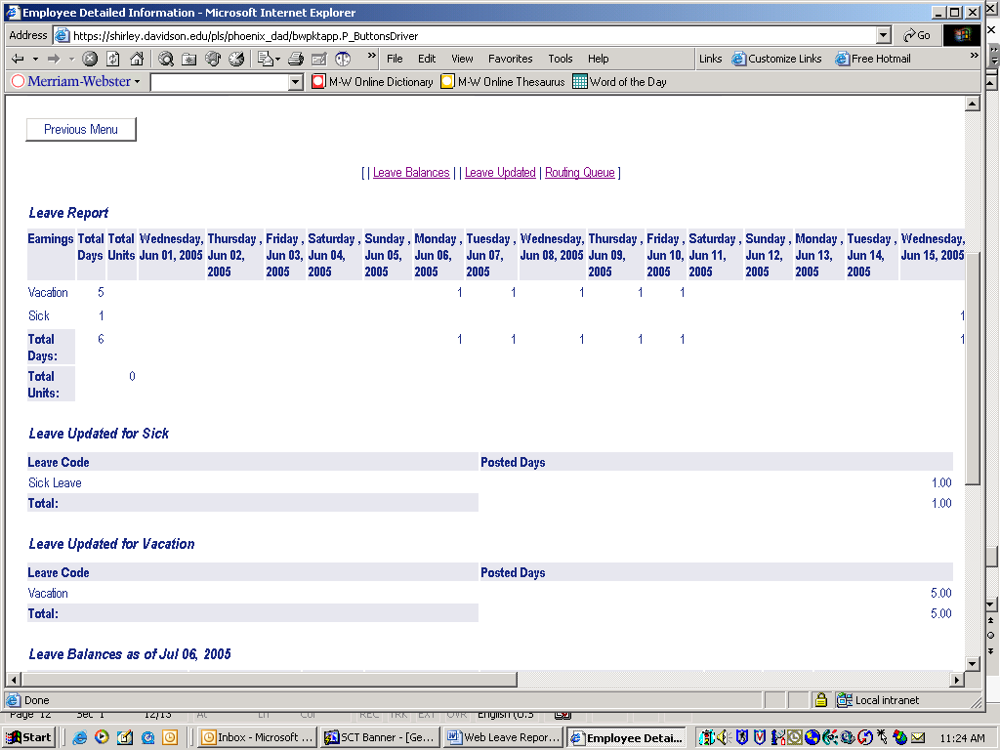 Employee Detailed Information - Microsoft Internet Explorer
Address https://shirley.davidson.edu/pls/phoenix_dad/bwpktapp.P_ButtonsDriver Go
File Edit View Favorites Tools Help Links Customize Links Free Hotmail
Merriam-Webster M-W Online Dictionary M-W Online Thesaurus Word of the Day
Previous Menu
[ | Leave Balances | | Leave Updated | Routing Queue ]
Leave Report
Earnings Total Total Wednesday, Thursday , Friday , Saturday , Sunday , Monday , Tuesday , Wednesday, Thursday , Friday , Saturday , Sunday , Monday , Tuesday , Wednesday,
Days Units Jun 01, 2005 Jun 02, Jun 03, Jun 04, Jun 05, Jun 06, Jun 07, Jun 08, 2005 Jun 09, Jun 10, Jun 11, Jun 12, Jun 13, Jun 14, Jun 15, 2005
2005 2005 2005 2005 2005 2005 2005 2005 2005 2005 2005 2005
Vacation 5 1 1 1 1 1
Sick 1 1
Total 6 1 1 1 1 1 1
Days:
Total 0
Units:
Leave Updated for Sick
Leave Code Posted Days
Sick Leave 1.00
Total: 1.00
Leave Updated for Vacation
Leave Code Posted Days
Vacation 5.00
Total: 5.00
Leave Balances as of Jul 06, 2005
Done Local intranet
Page 12 Sec 1 12/13 At Ln Col REC TRK EXT OVR English (U.S
Start Inbox - Microsoft ... SCT Banner - [Ge... Web Leave Repor... Employee Detai... 11:24 AM